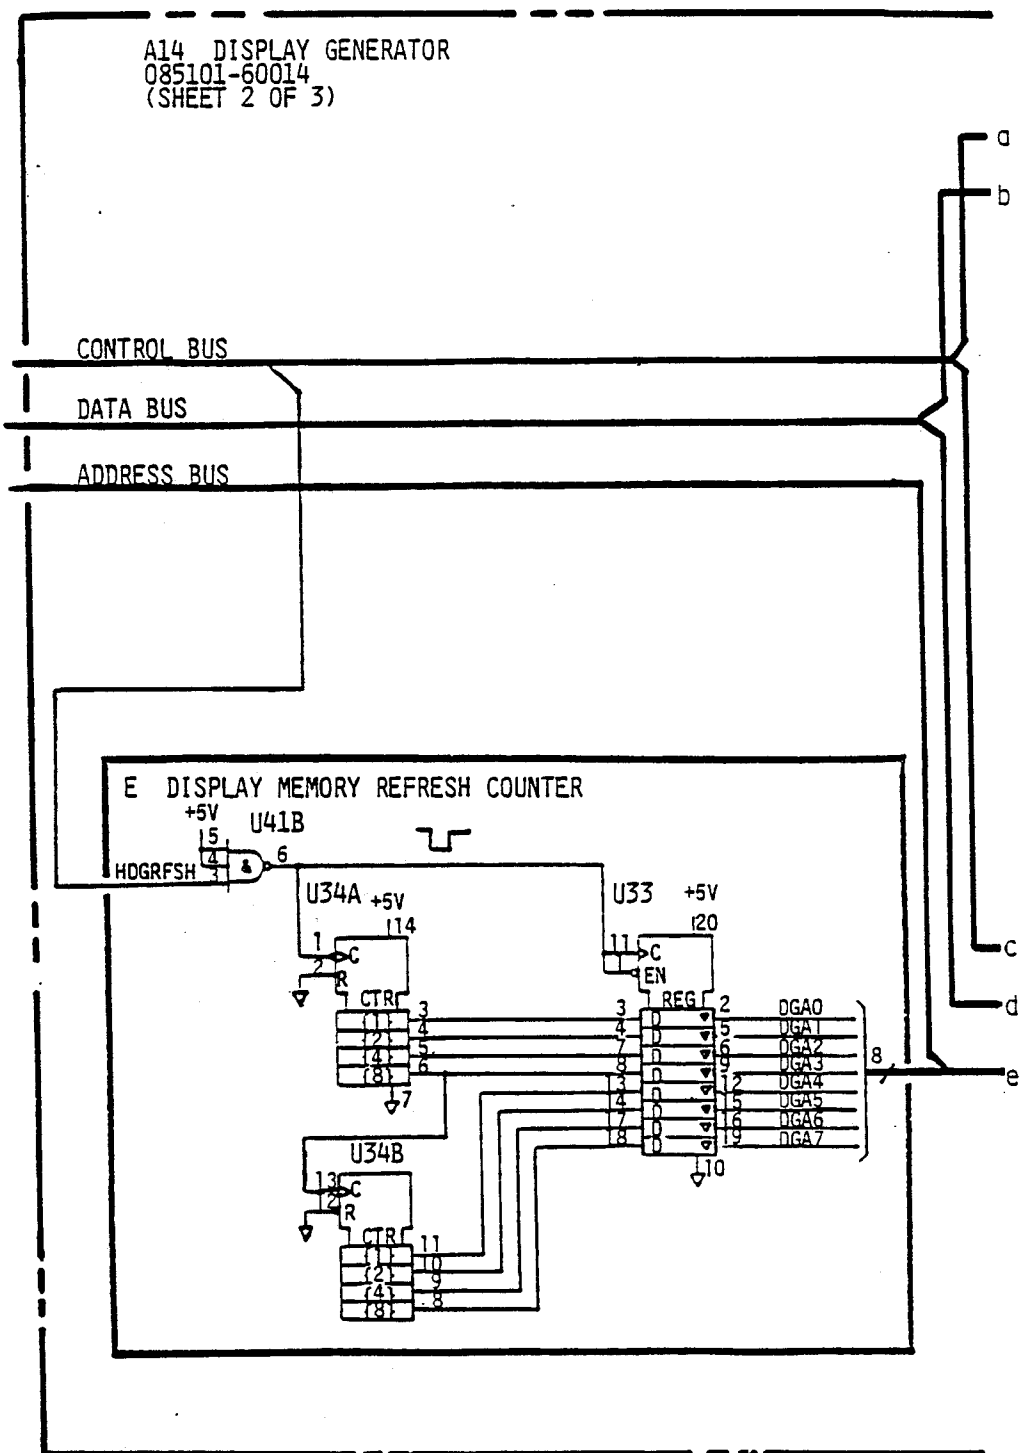 A14 DISPLAY GENERATOR
085101-60014
(SHEET 2 OF 3)
a
b
CONTROL BUS
DATA BUS
ADDRESS BUS
E DISPLAY MEMORY REFRESH COUNTER
+5V
U41B
5
4
3
&
6
HDGRFSH
U34A
+5V
14
1
2
C
R
CTR
(1)
(2)
(4)
(8)
3
4
5
6
7
U33
+5V
20
11
C
EN
REG
3 D 2 DGA0
4 D 5 DGA1
7 D 6 DGA2
8 D 9 DGA3
13 D 12 DGA4
14 D 15 DGA5
17 D 16 DGA6
18 D 19 DGA7
10
8
c
d
e
U34B
13
12
C
R
CTR
(1)
(2)
(4)
(8)
11
10
9
8